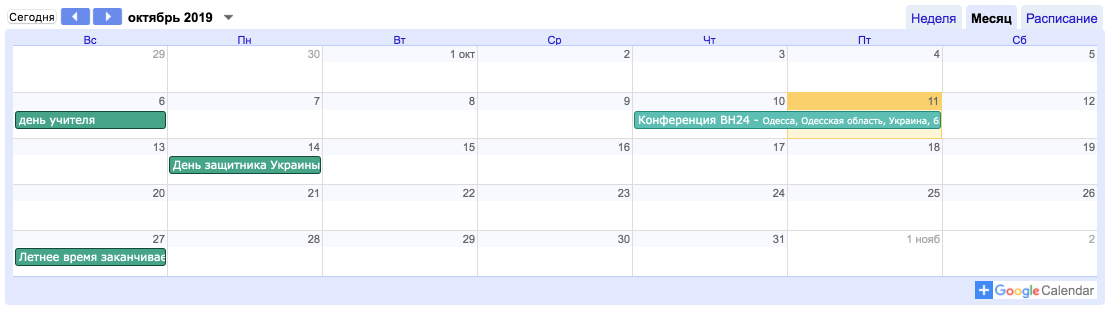 Сегодня октябрь 2019 Неделя Месяц Расписание
Вс Пн Вт Ср Чт Пт Сб
29 30 1 окт 2 3 4 5
6 7 8 9 10 11 12
день учителя Конференция BH24 - Одесса, Одесская область, Украина, 6
13 14 15 16 17 18 19
День защитника Украины
20 21 22 23 24 25 26
27 28 29 30 31 1 нояб 2
Летнее время заканчивае
Google Calendar